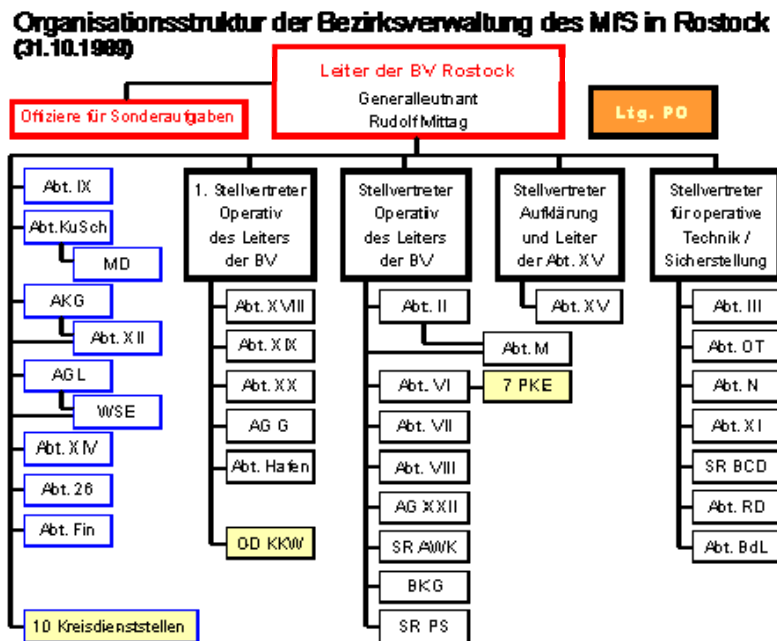 Organisationsstruktur der Bezirksverwaltung des MfS in Rostock
(31.10.1989)
Leiter der BV Rostock
Generalleutnant
Rudolf Mittag
Offiziere für Sonderaufgaben
Ltg. PO
Abt. IX
Abt. KuSch
MD
AKG
Abt. XII
AGL
WSE
Abt. XIV
Abt. 26
Abt. Fin
10 Kreisdienststellen
1. Stellvertreter
Operativ
des Leiters
der BV
Abt. XVIII
Abt. XIX
Abt. XX
AG G
Abt. Hafen
OD KKW
Stellvertreter
Operativ
des Leiters
der BV
Abt. II
Abt. M
Abt. VI
7 PKE
Abt. VII
Abt. VIII
AG XXII
SR AWK
BKG
SR PS
Stellvertreter
Aufklärung
und Leiter
der Abt. XV
Abt. XV
Stellvertreter
für operative
Technik /
Sicherstellung
Abt. III
Abt. OT
Abt. N
Abt. XI
SR BCD
Abt. RD
Abt. BdL